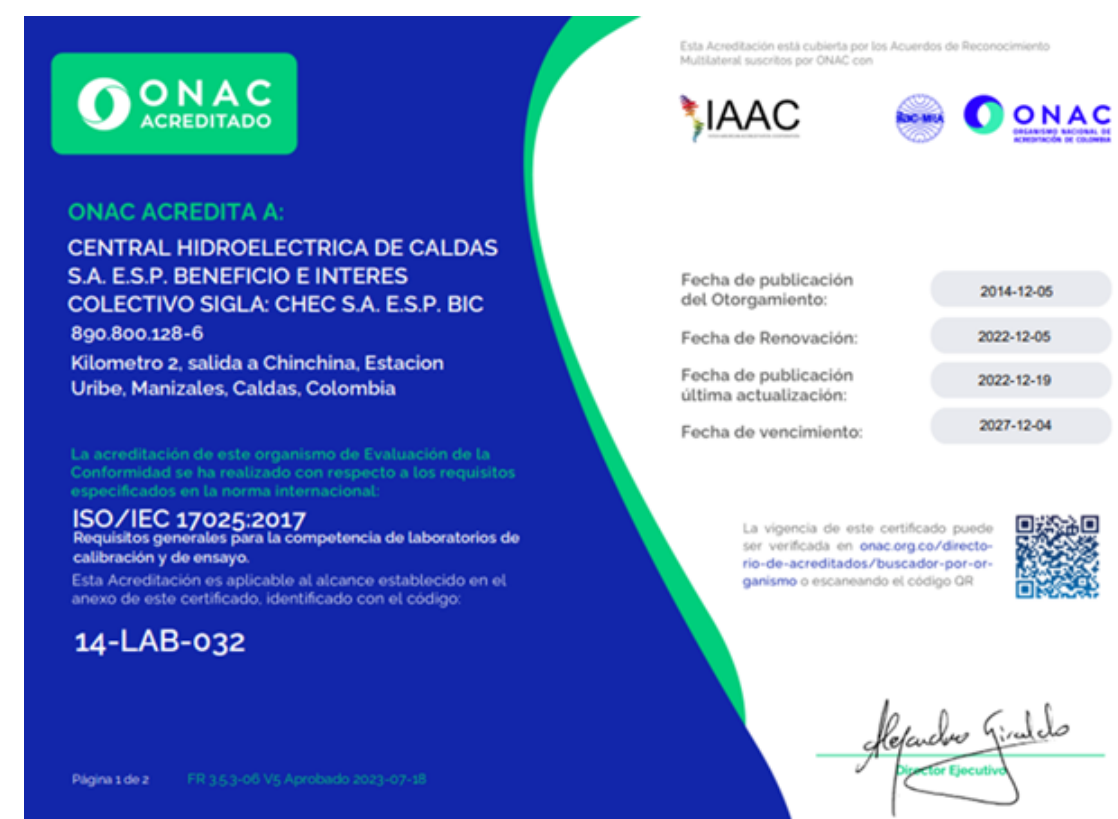 ONAC
ACREDITADO
ONAC ACREDITA A:
CENTRAL HIDROELECTRICA DE CALDAS
S.A. E.S.P. BENEFICIO E INTERES
COLECTIVO SIGLA: CHEC S.A. E.S.P. BIC
890.800.128-6
Kilometro 2, salida a Chinchina, Estacion
Uribe, Manizales, Caldas, Colombia
La acreditación de este organismo de Evaluación de la
Conformidad se ha realizado con respecto a los requisitos
especificados en la norma internacional:
ISO/IEC 17025:2017
Requisitos generales para la competencia de laboratorios de
calibración y de ensayo.
Esta Acreditación es aplicable al alcance establecido en el
anexo de este certificado, identificado con el código:
14-LAB-032
Página 1 de 2 FR 3.5.3-06 V5 Aprobado 2023-07-18
Esta Acreditación está cubierta por los Acuerdos de Reconocimiento
Multilateral suscritos por ONAC con
IAAC
ilac-MRA
ONAC
ORGANISMO NACIONAL DE
ACREDITACIÓN DE COLOMBIA
Fecha de publicación
del Otorgamiento: 2014-12-05
Fecha de Renovación: 2022-12-05
Fecha de publicación
última actualización: 2022-12-19
Fecha de vencimiento: 2027-12-04
La vigencia de este certificado puede
ser verificada en onac.org.co/directo-
rio-de-acreditados/buscador-por-or-
ganismo o escaneando el código QR
Alejandro Giraldo
Director Ejecutivo